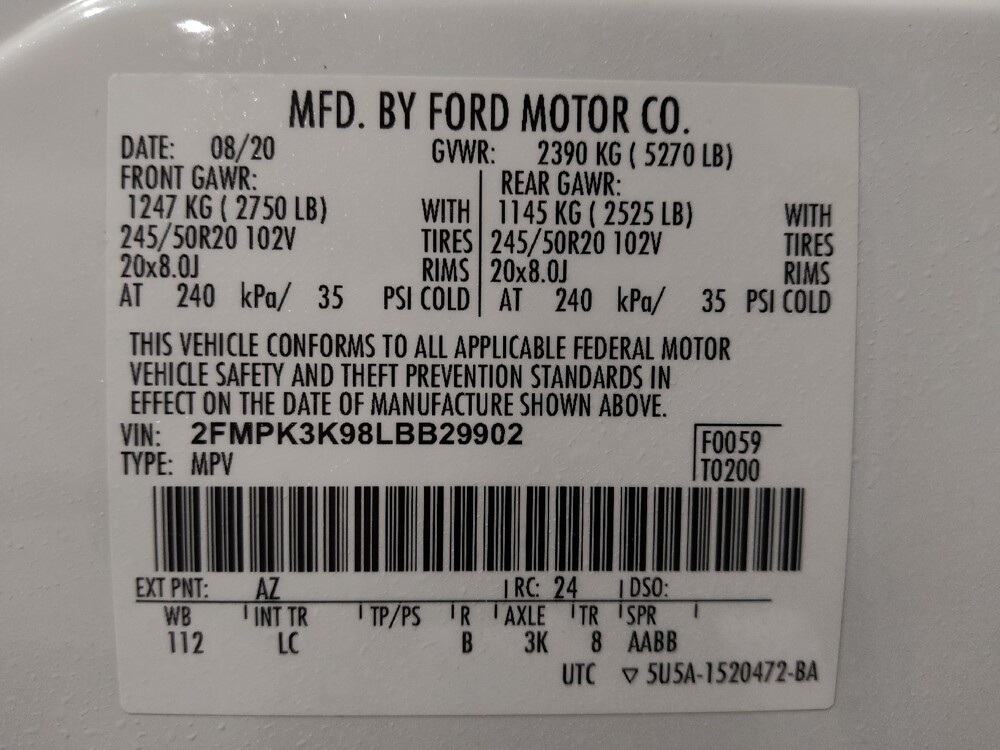 MFD. BY FORD MOTOR CO.
DATE: 08/20 GVWR: 2390 KG ( 5270 LB)
FRONT GAWR: REAR GAWR:
1247 KG ( 2750 LB) WITH 1145 KG ( 2525 LB) WITH
245/50R20 102V TIRES 245/50R20 102V TIRES
20x8.0J RIMS 20x8.0J RIMS
AT 240 kPa/ 35 PSI COLD AT 240 kPa/ 35 PSI COLD
THIS VEHICLE CONFORMS TO ALL APPLICABLE FEDERAL MOTOR
VEHICLE SAFETY AND THEFT PREVENTION STANDARDS IN
EFFECT ON THE DATE OF MANUFACTURE SHOWN ABOVE.
VIN: 2FMPK3K98LBB29902 F0059
TYPE: MPV T0200
EXT PNT: AZ RC: 24 DSO:
WB INT TR TP/PS R AXLE TR SPR
112 LC B 3K 8 AABB
UTC ▽ 5U5A-1520472-BA